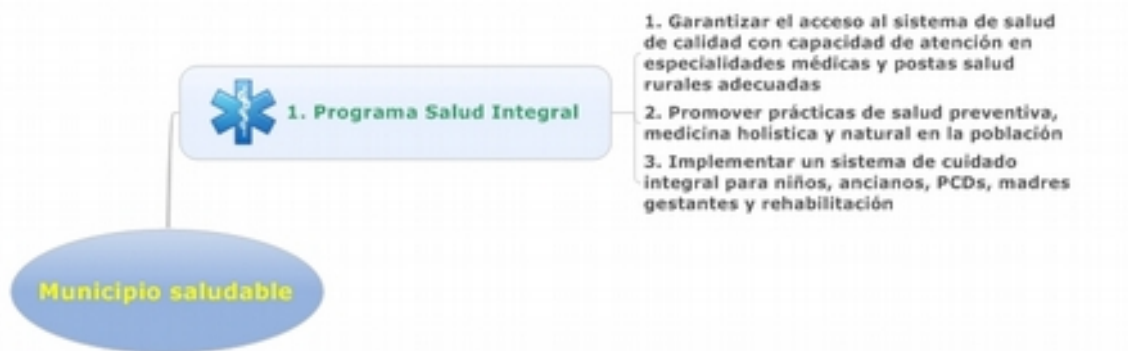 1. Garantizar el acceso al sistema de salud
de calidad con capacidad de atención en
especialidades médicas y postas salud
rurales adecuadas
1. Programa Salud Integral
2. Promover prácticas de salud preventiva,
medicina holística y natural en la población
3. Implementar un sistema de cuidado
integral para niños, ancianos, PCDs, madres
gestantes y rehabilitación
Municipio saludable